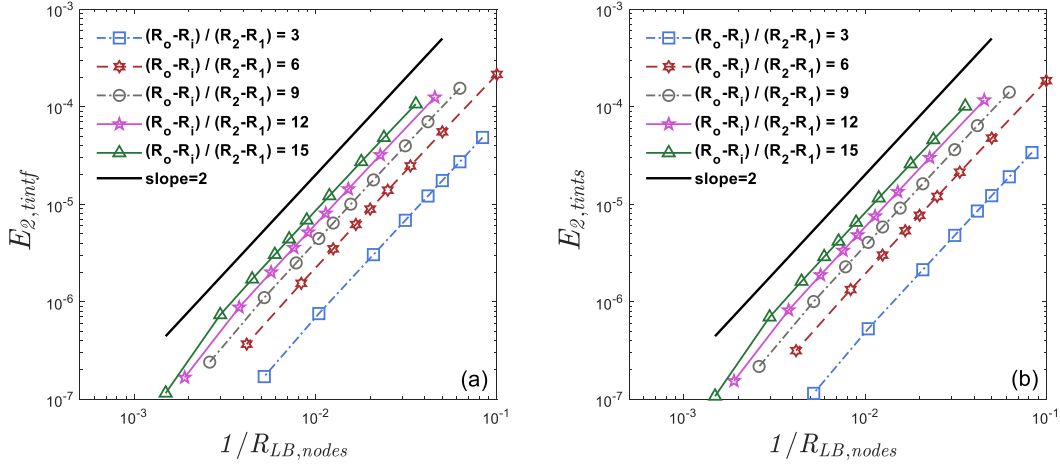 10^-3
10^-4
10^-5
10^-6
10^-7
E_2,tintf
(R_o-R_i) / (R_2-R_1) = 3
(R_o-R_i) / (R_2-R_1) = 6
(R_o-R_i) / (R_2-R_1) = 9
(R_o-R_i) / (R_2-R_1) = 12
(R_o-R_i) / (R_2-R_1) = 15
slope=2
(a)
10^-3
10^-2
10^-1
1/R_LB,nodes
10^-3
10^-4
10^-5
10^-6
10^-7
E_2,tints
(R_o-R_i) / (R_2-R_1) = 3
(R_o-R_i) / (R_2-R_1) = 6
(R_o-R_i) / (R_2-R_1) = 9
(R_o-R_i) / (R_2-R_1) = 12
(R_o-R_i) / (R_2-R_1) = 15
slope=2
(b)
10^-3
10^-2
10^-1
1/R_LB,nodes